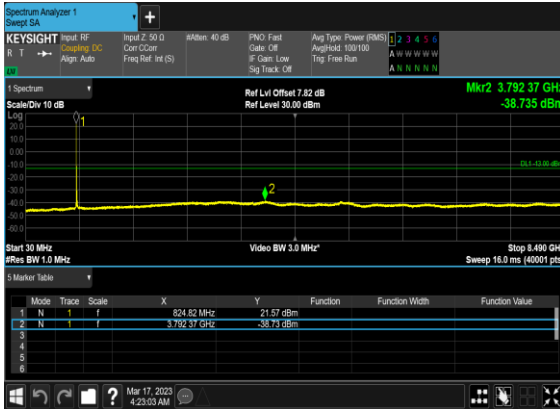 Spectrum Analyzer 1
Swept SA
+
KEYSIGHT Input: RF Input Z: 50 Ω #Atten: 40 dB PNO: Fast Avg Type: Power (RMS) 1 2 3 4 5 6
R T Coupling: DC Corr CCorr Gate: Off Avg|Hold: 100/100 A W W W W W
Align: Auto Freq Ref: Int (S) IF Gain: Low Trig: Free Run
Sig Track: Off A N N N N N
1 Spectrum Ref Lvl Offset 7.82 dB Mkr2 3.792 37 GHz
Scale/Div 10 dB Ref Level 30.00 dBm -38.735 dBm
Log
20.0
10.0
0.00
-10.0
-20.0
-30.0
-40.0
-50.0
-60.0
1
DL1 -13.00 dBm
2
Start 30 MHz Video BW 3.0 MHz* Stop 8.490 GHz
#Res BW 1.0 MHz Sweep 16.0 ms (40001 pts)
5 Marker Table
Mode Trace Scale X Y Function Function Width Function Value
1 N 1 f 824.82 MHz 21.57 dBm
2 N 1 f 3.792 37 GHz -38.73 dBm
3
4
5
6
? Mar 17, 2023
4:23:03 AM